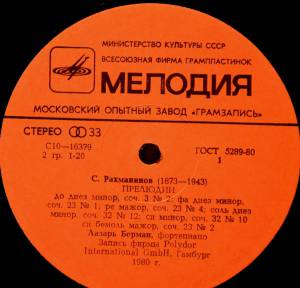 МИНИСТЕРСТВО КУЛЬТУРЫ СССР
ВСЕСОЮЗНАЯ ФИРМА ГРАМПЛАСТИНОК
МЕЛОДИЯ
МОСКОВСКИЙ ОПЫТНЫЙ ЗАВОД «ГРАМЗАПИСЬ»
СТЕРЕО 33
ГОСТ 5289-80
С10—16379
2 гр. 1-20
1
С. Рахманинов (1873—1943)
ПРЕЛЮДИИ
до диез минор, соч. 3 № 2; фа диез минор,
соч. 23 № 1; ре мажор, соч. 23 № 4; соль диез
минор, соч. 32 № 12; си минор, соч. 32 № 10
си бемоль мажор, соч. 23 № 2
Лазарь Берман, фортепиано
Запись фирмы Polydor
International GmbH, Гамбург
1980 г.